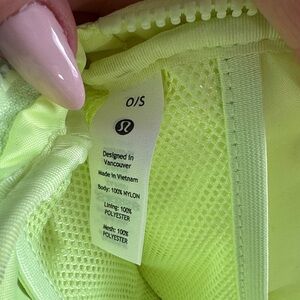 O/S
Designed in
Vancouver
Made in Vietnam
Body: 100% NYLON
Lining: 100%
POLYESTER
Mesh: 100%
POLYESTER